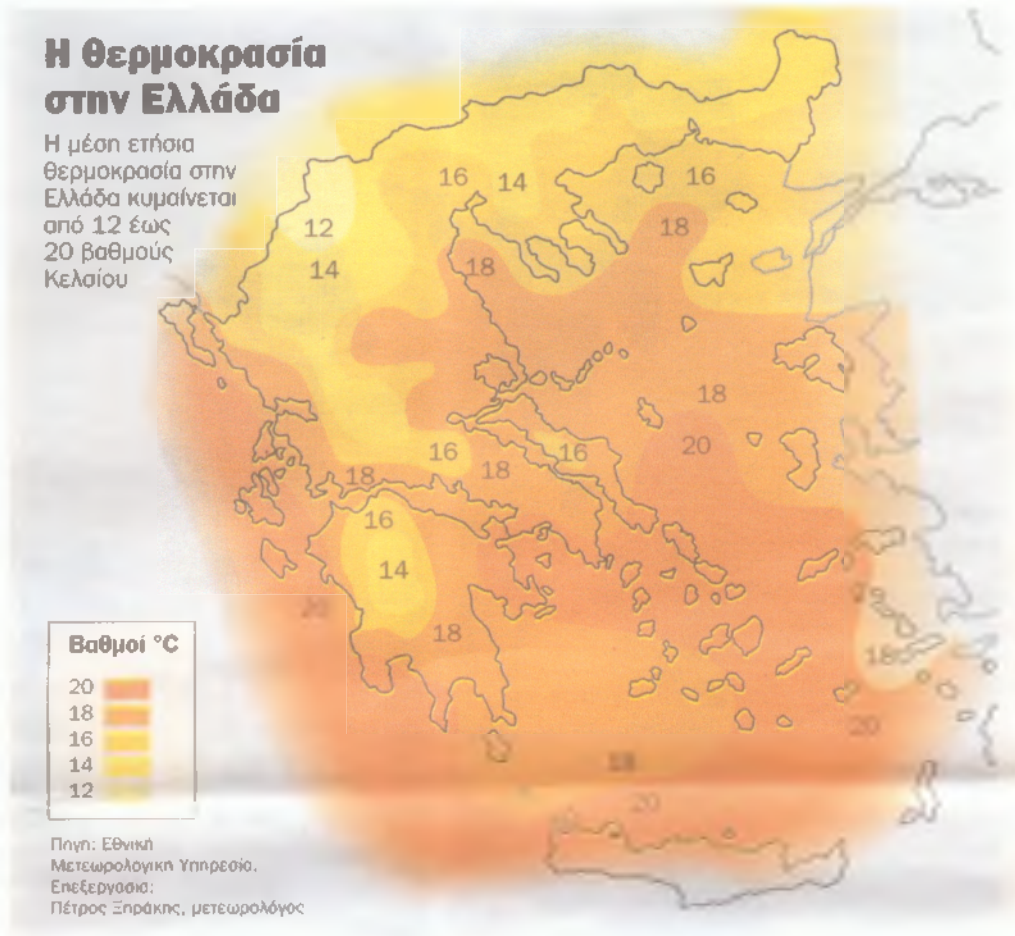 Η θερμοκρασία
στην Ελλάδα
Η μέση ετήσια
θερμοκρασία στην
Ελλάδα κυμαίνεται
από 12 έως
20 βαθμούς
Κελσίου
16
14
16
12
18
14
18
18
20
16
16
18
18
16
14
20
18
18
20
18
20
Βαθμοί °C
20
18
16
14
12
Πηγή: Εθνική
Μετεωρολογική Υπηρεσία.
Επεξεργασία:
Πέτρος Ξηράκης, μετεωρολόγος